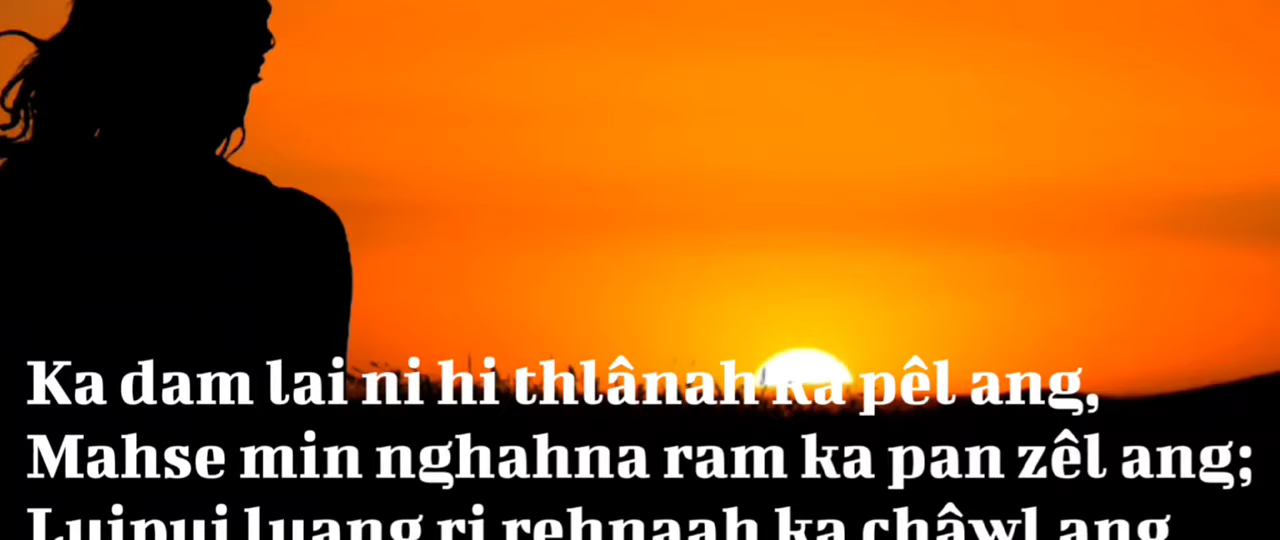 Ka dam lai ni hi thlânah ka pêl ang,
Mahse min nghahna ram ka pan zêl ang;
Luipui luang ri rehnaah ka châwl ang